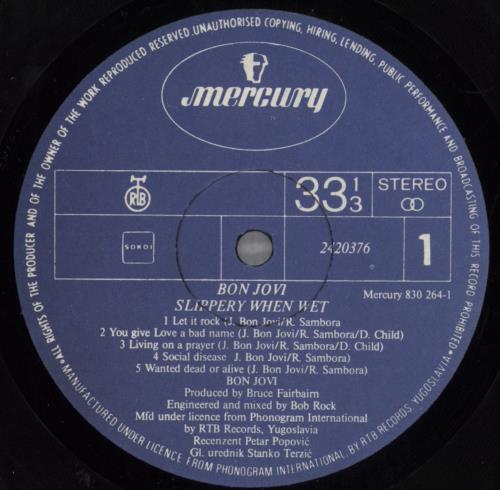 • ALL RIGHTS OF THE PRODUCER AND OF THE OWNER OF THE WORK REPRODUCED RESERVED. UNAUTHORISED COPYING, HIRING, LENDING, PUBLIC PERFORMANCE AND BROADCASTING OF THIS RECORD PROHIBITED •
mercury
RTB
33 1/3
STEREO
SOKOJ
2420376
1
BON JOVI
SLIPPERY WHEN WET
Mercury 830 264-1
1 Let it rock (J. Bon Jovi/R. Sambora
2 You give Love a bad name (J. Bon Jovi/R. Sambora/D. Child)
3 Living on a prayer (J. Bon Jovi/R. Sambora/D. Child)
4 Social disease J. Bon Jovi/R. Sambora)
5 Wanted dead or alive (J. Bon Jovi/R. Sambora)
BON JOVI
Produced by Bruce Fairbairn
Engineered and mixed by Bob Rock
Mfd under licence from Phonogram International
by RTB Records, Yugoslavia
Recenzent Petar Popović
Gl. urednik Stanko Terzić
MANUFACTURED UNDER LICENCE FROM PHONOGRAM INTERNATIONAL BY RTB RECORDS, YUGOSLAVIA •